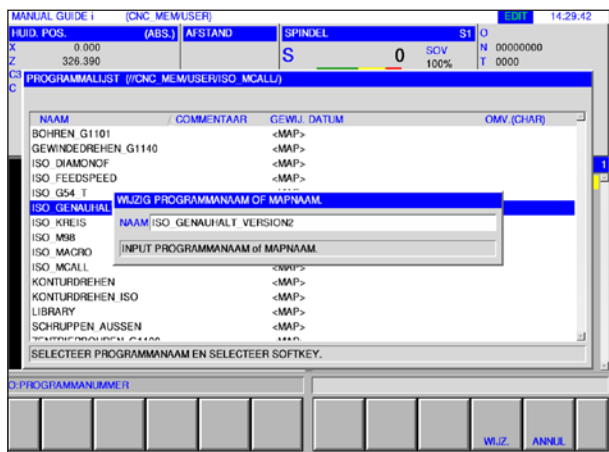 MANUAL GUIDE i (CNC_MEM/USER) EDIT 14:29:42
HUID. POS. (ABS.) AFSTAND SPINDEL S1 O
X 0.000 S 0 SOV 100% N 00000000
Z 326.390 T 0000
C3
C
PROGRAMMALIJST (//CNC_MEM/USER/ISO_MCALL/)
NAAM / COMMENTAAR GEWIJ. DATUM OMV.(CHAR)
BOHREN_G1101 <MAP>
GEWINDEDREHEN_G1140 <MAP>
ISO_DIAMONOF <MAP>
ISO_FEEDSPEED <MAP>
ISO_G54_T
WIJZIG PROGRAMMANAAM OF MAPNAAM.
ISO_GENAUHAL
1
ISO_KREIS
NAAM ISO_GENAUHALT_VERSION2
ISO_M98
ISO_MACRO
INPUT PROGRAMMANAAM of MAPNAAM.
ISO_MCALL <MAP>
KONTURDREHEN <MAP>
KONTURDREHEN_ISO <MAP>
LIBRARY <MAP>
SCHRUPPEN_AUSSEN <MAP>
SELECTEER PROGRAMMANAAM EN SELECTEER SOFTKEY.
O:PROGRAMMANUMMER
WIJZ. ANNUL